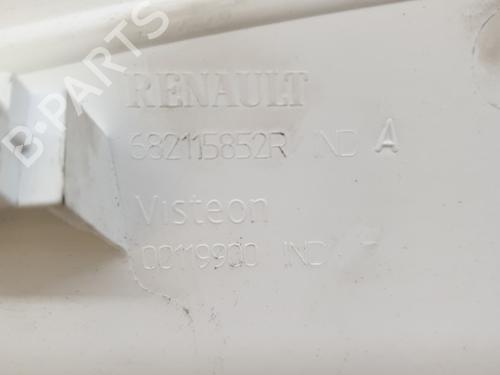 B-PARTS
RENAULT
682115852R IND A
Visteon
00119900 IND